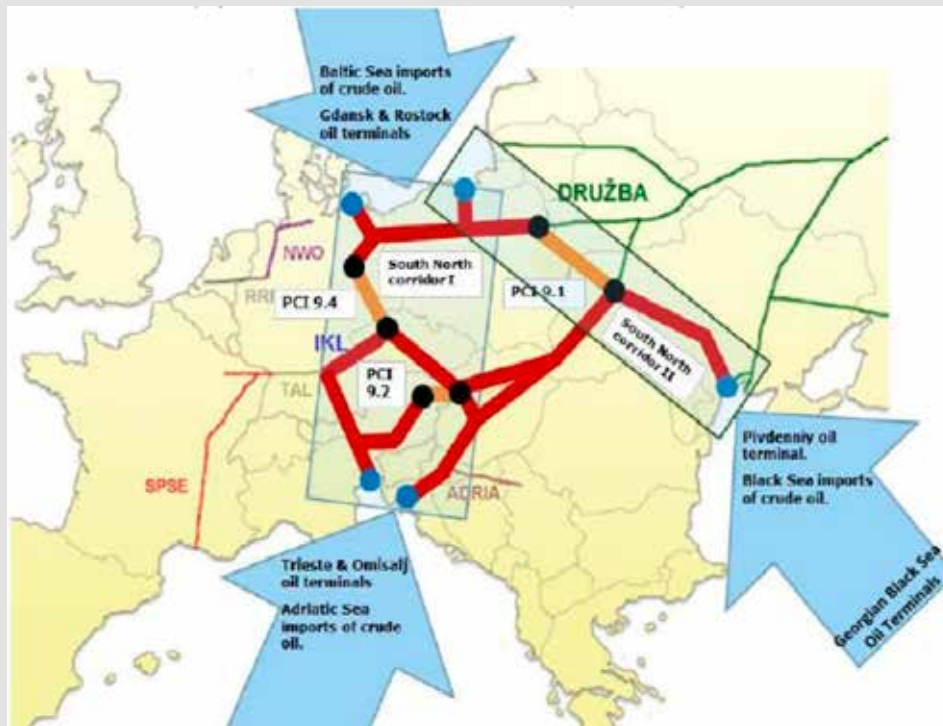 Baltic Sea imports
of crude oil.
Gdansk & Rostock
oil terminals
DRUŽBA
NWO
South North
corridor I
PCI 9.4
PCI 9.1
IKL
South North
corridor II
PCI
9.2
TAL
SPSE
ADRIA
Pivdenniy oil
terminal.
Black Sea imports
of crude oil.
Trieste & Omisalj
oil terminals
Adriatic Sea
imports of crude
oil.
Georgian Black Sea
Oil Terminals